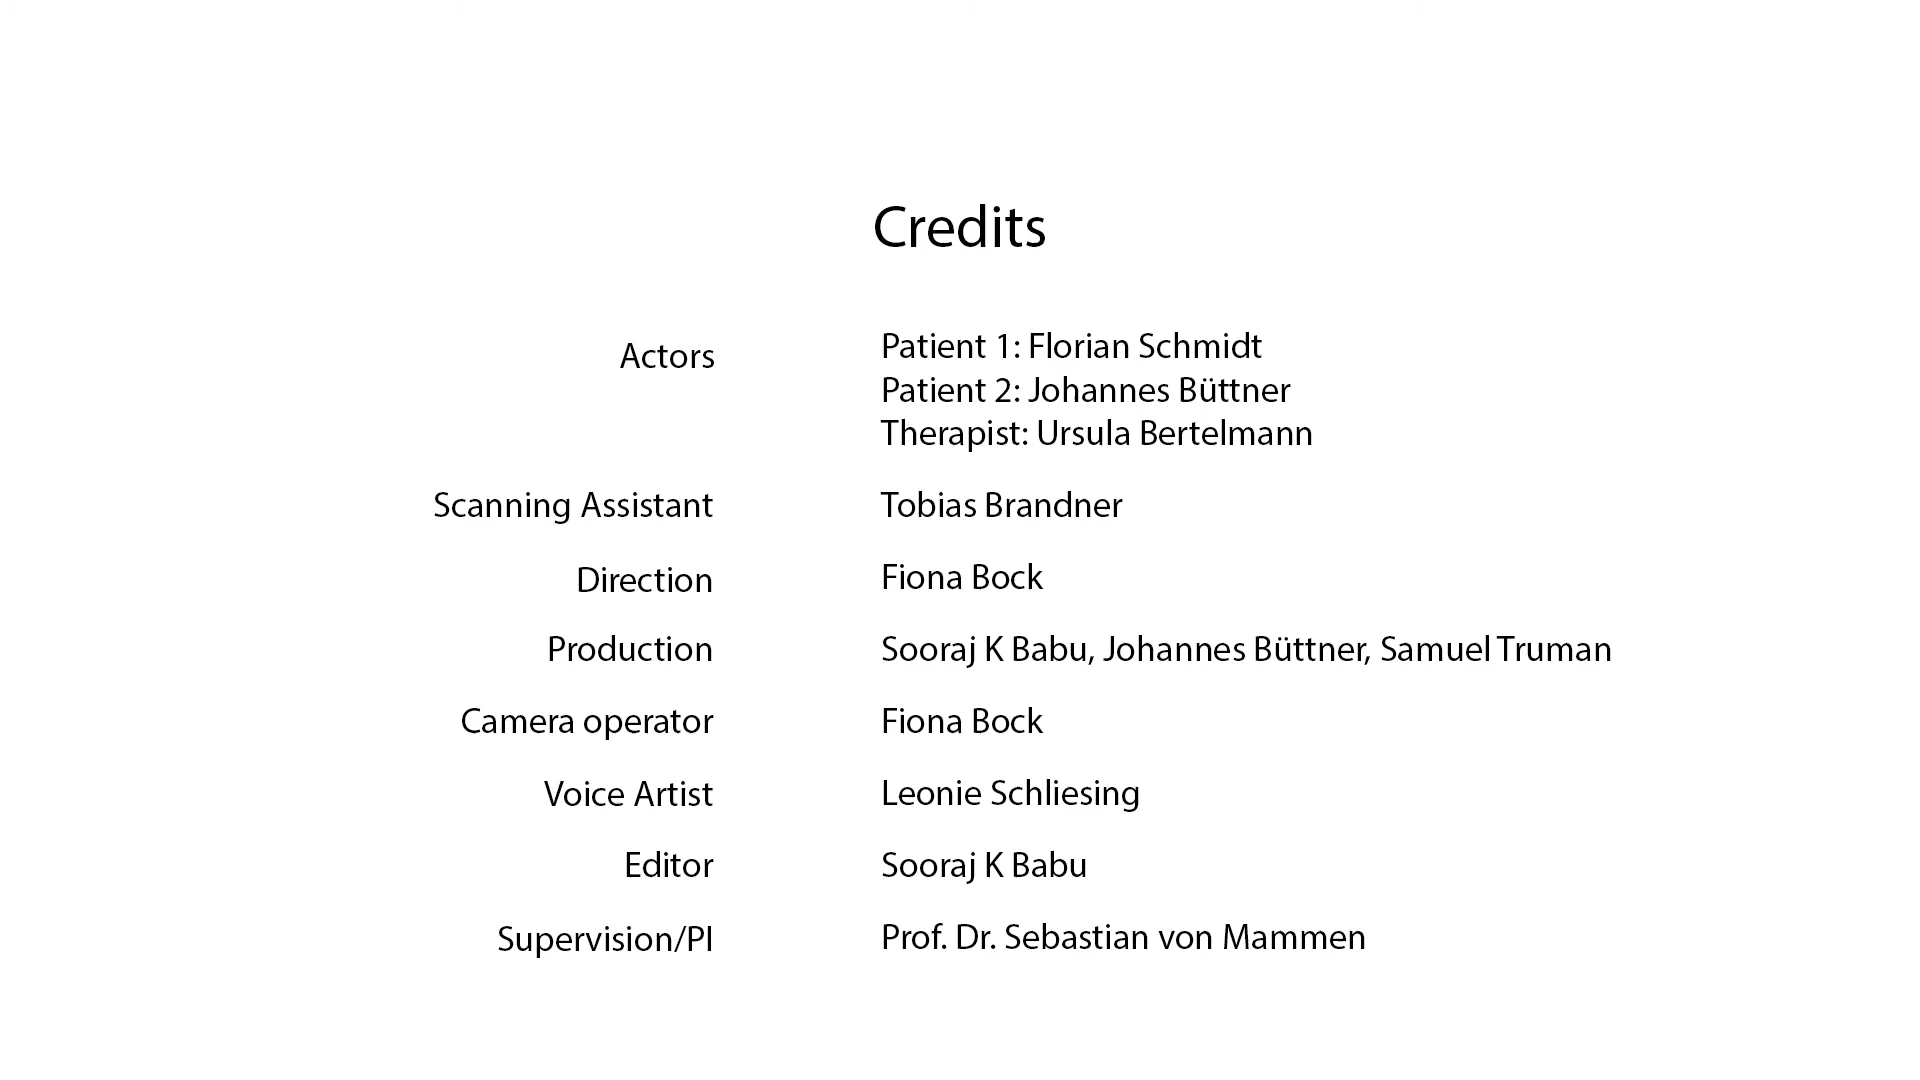 Credits
Actors
Patient 1: Florian Schmidt
Patient 2: Johannes Büttner
Therapist: Ursula Bertelmann
Scanning Assistant
Tobias Brandner
Direction
Fiona Bock
Production
Sooraj K Babu, Johannes Büttner, Samuel Truman
Camera operator
Fiona Bock
Voice Artist
Leonie Schliesing
Editor
Sooraj K Babu
Supervision/PI
Prof. Dr. Sebastian von Mammen